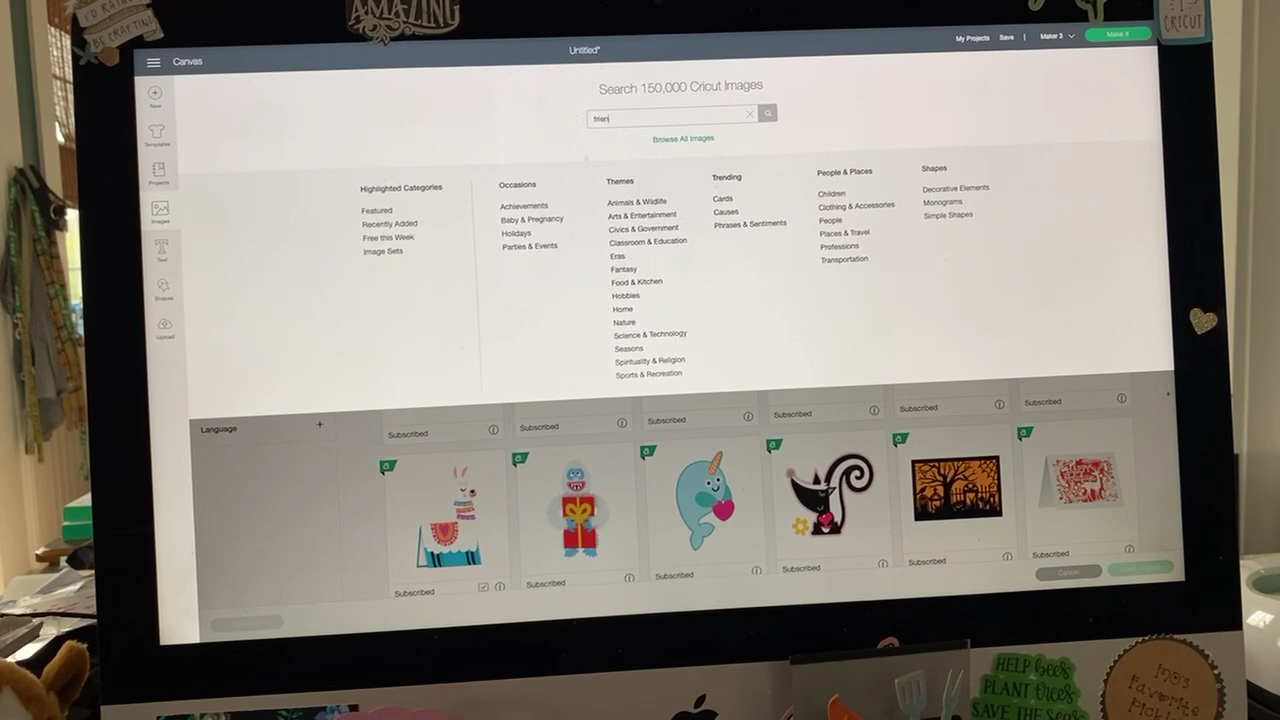 I'D RATHER
BE CRAFTING
AMAZING
I
CRICUT
Canvas
Untitled*
My Projects Save | Maker 3 Make It
New
Templates
Projects
Images
Text
Shapes
Upload
Search 150,000 Cricut Images
frien
Browse All Images
Highlighted Categories
Featured
Recently Added
Free this Week
Image Sets
Occasions
Achievements
Baby & Pregnancy
Holidays
Parties & Events
Themes
Animals & Wildlife
Arts & Entertainment
Civics & Government
Classroom & Education
Eras
Fantasy
Food & Kitchen
Hobbies
Home
Nature
Science & Technology
Seasons
Spirituality & Religion
Sports & Recreation
Trending
Cards
Causes
Phrases & Sentiments
People & Places
Children
Clothing & Accessories
People
Places & Travel
Professions
Transportation
Shapes
Decorative Elements
Monograms
Simple Shapes
Language +
Subscribed Subscribed Subscribed Subscribed Subscribed Subscribed
a a a a a a
Subscribed Subscribed Subscribed Subscribed Subscribed Subscribed
Cancel
HELP bees
PLANT trees
SAVE THE seas
Mo's
favorite